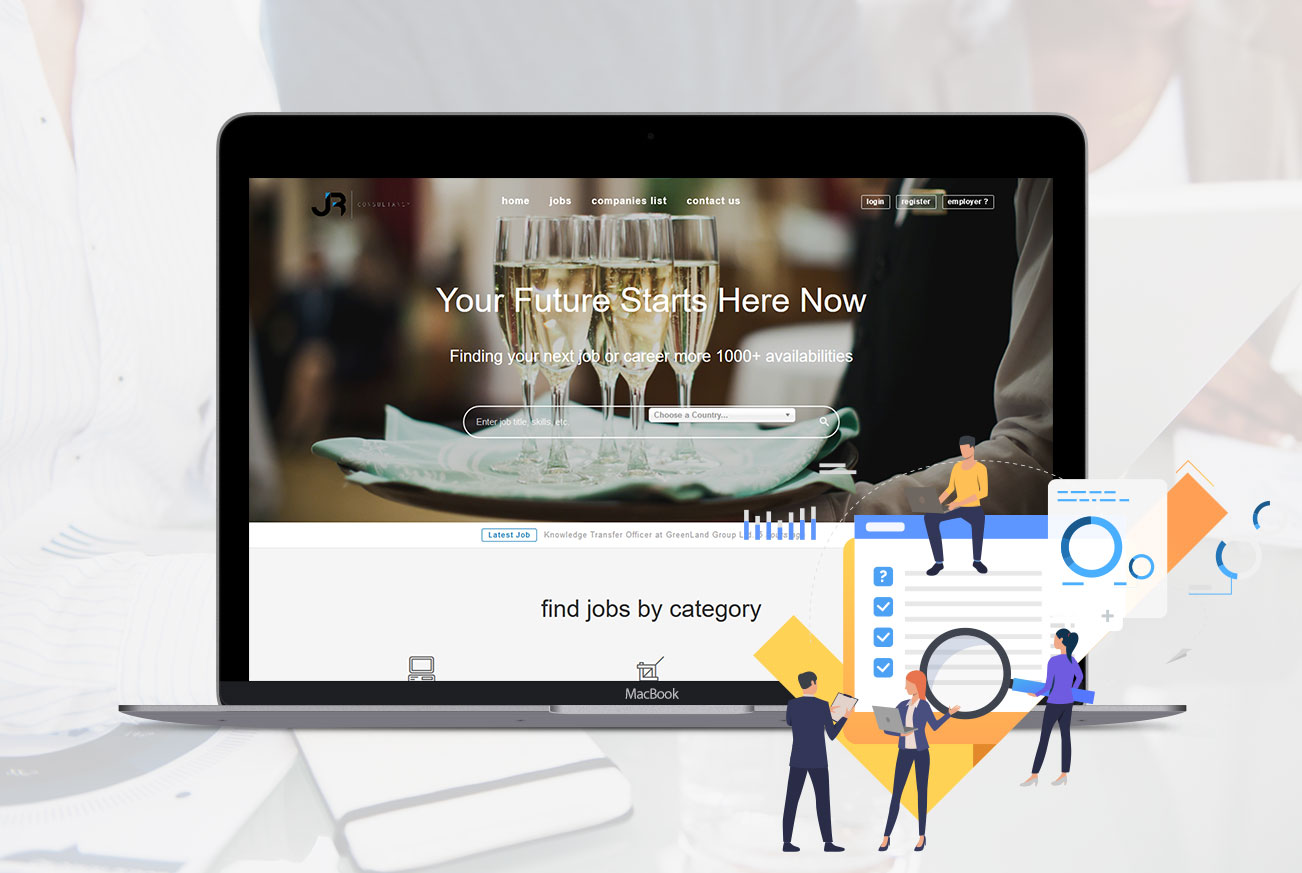 JR CONSULTANCY
home jobs companies list contact us
login register employer ?
Your Future Starts Here Now
Finding your next job or career more 1000+ availabilities
Enter job title, skills, etc.
Choose a Country...
Latest Job Knowledge Transfer Officer at GreenLand Group Ltd.
find jobs by category
?
MacBook